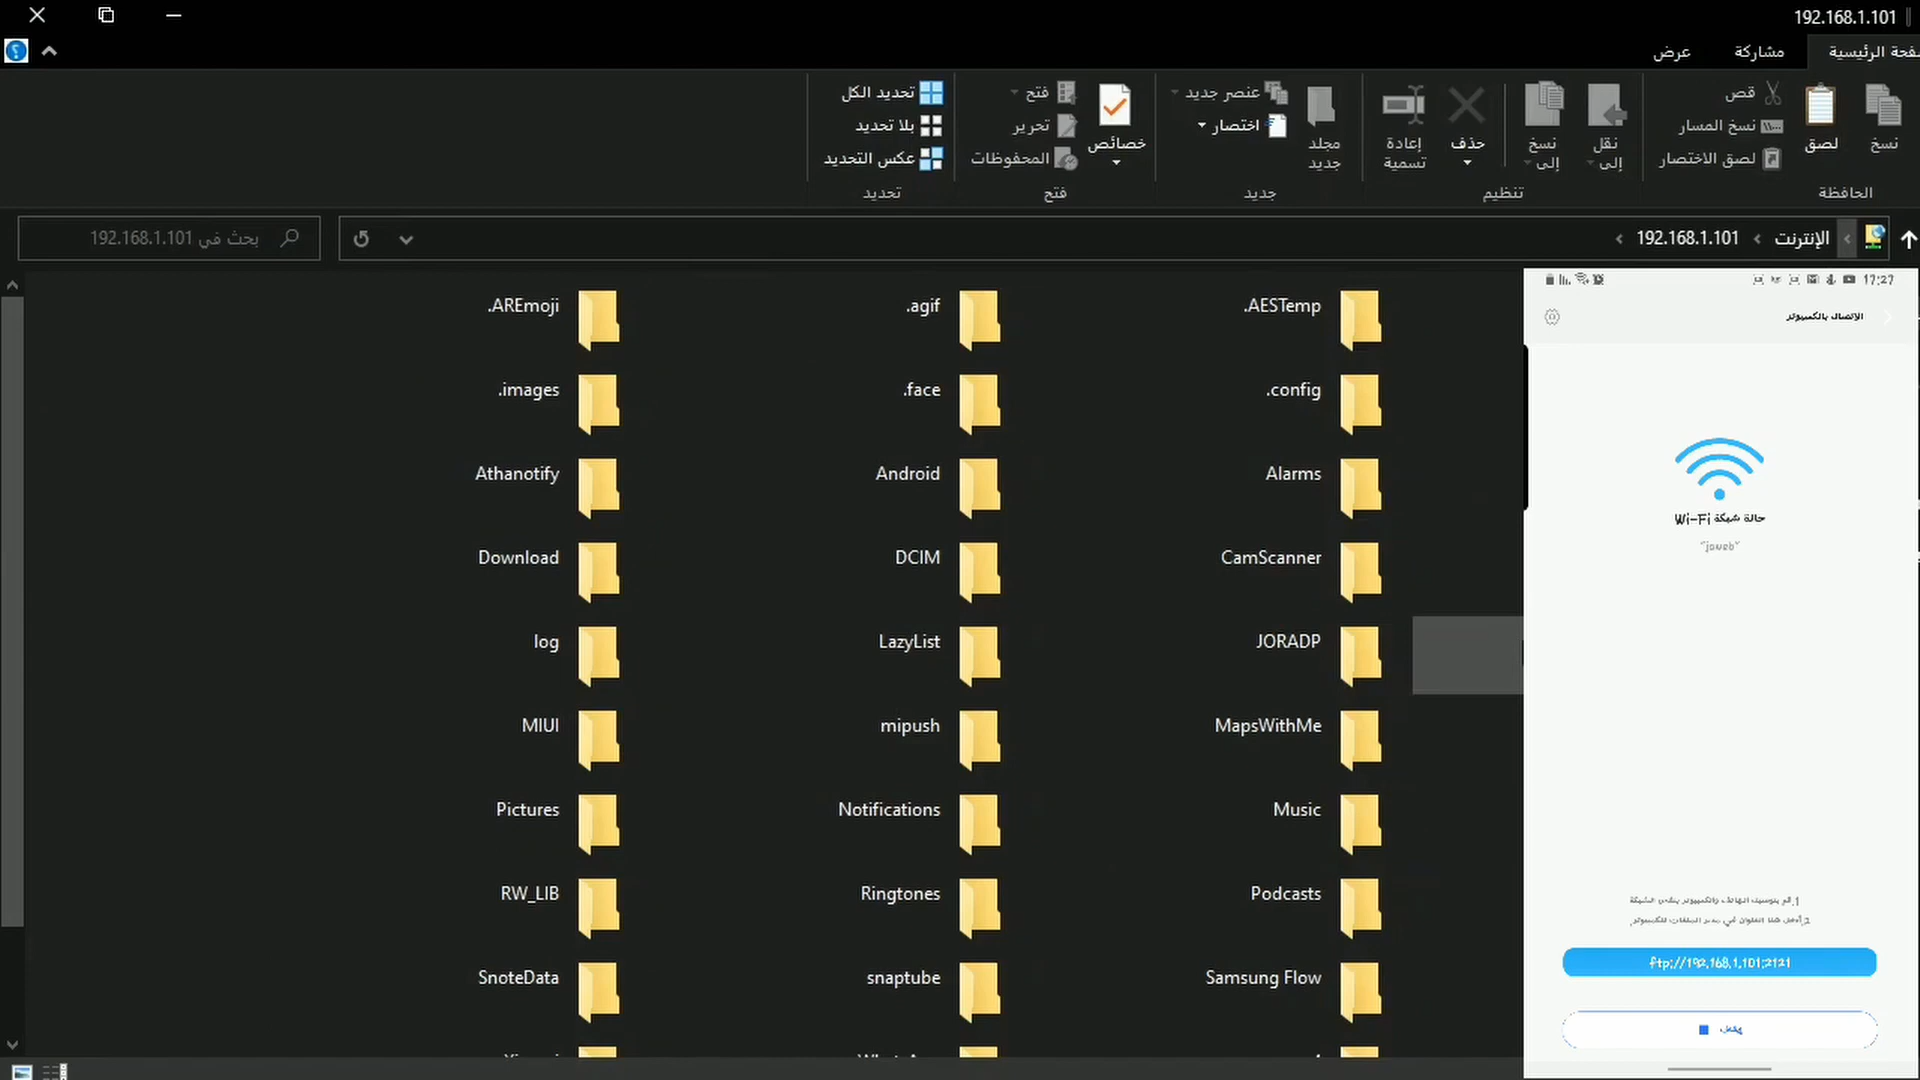 192.168.1.101
مشاركة
عرض
نسخ
لصق
قص
نسخ المسار
لصق الاختصار
الحافظة
نقل إلى
نسخ إلى
حذف
إعادة تسمية
تنظيم
مجلد جديد
عنصر جديد
اختصار
جديد
خصائص
فتح
تحرير
المحفوظات
فتح
تحديد الكل
بلا تحديد
عكس التحديد
تحديد
الإنترنت
192.168.1.101
بحث في 192.168.1.101
.AESTemp
.agif
.AREmoji
.config
.face
.images
Alarms
Android
Athanotify
CamScanner
DCIM
Download
JORADP
LazyList
log
MapsWithMe
mipush
MIUI
Music
Notifications
Pictures
Podcasts
Ringtones
RW_LIB
Samsung Flow
snaptube
SnoteData
17:27
الاتصال بالكمبيوتر
حالة شبكة Wi-Fi
ftp://192.168.1.101:2121